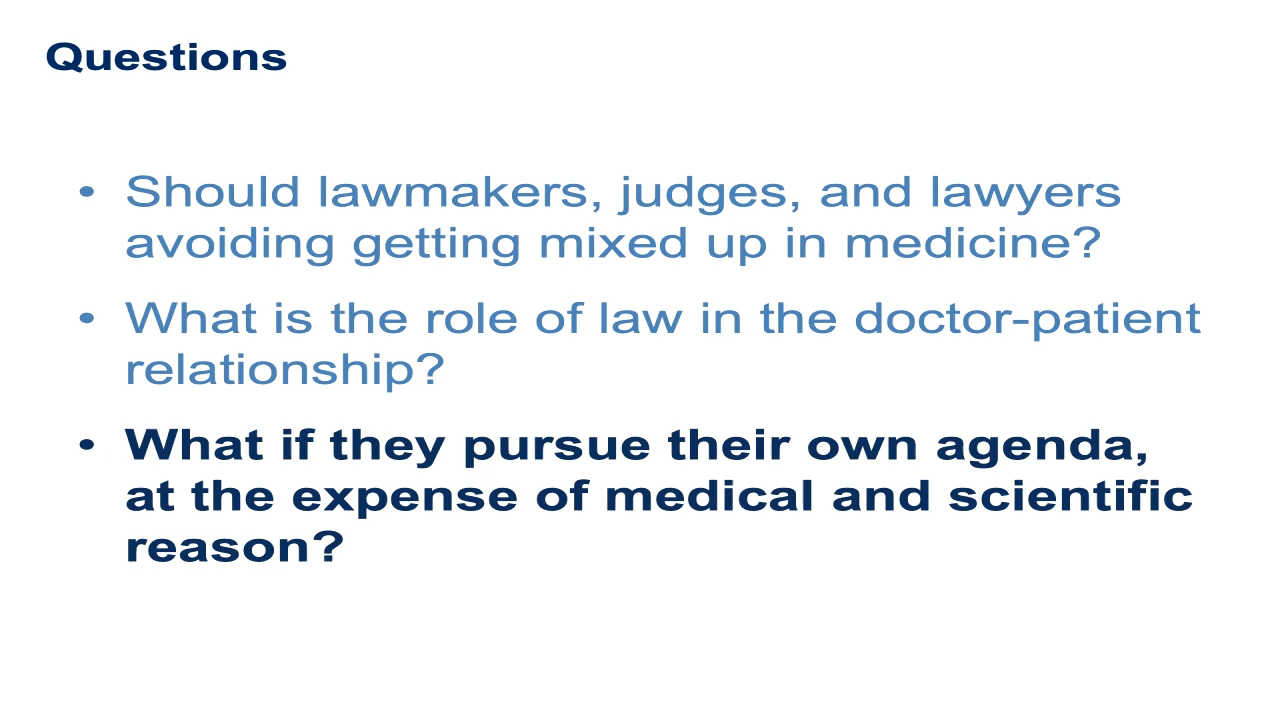 Questions
• Should lawmakers, judges, and lawyers
avoiding getting mixed up in medicine?
• What is the role of law in the doctor-patient
relationship?
• What if they pursue their own agenda,
at the expense of medical and scientific
reason?